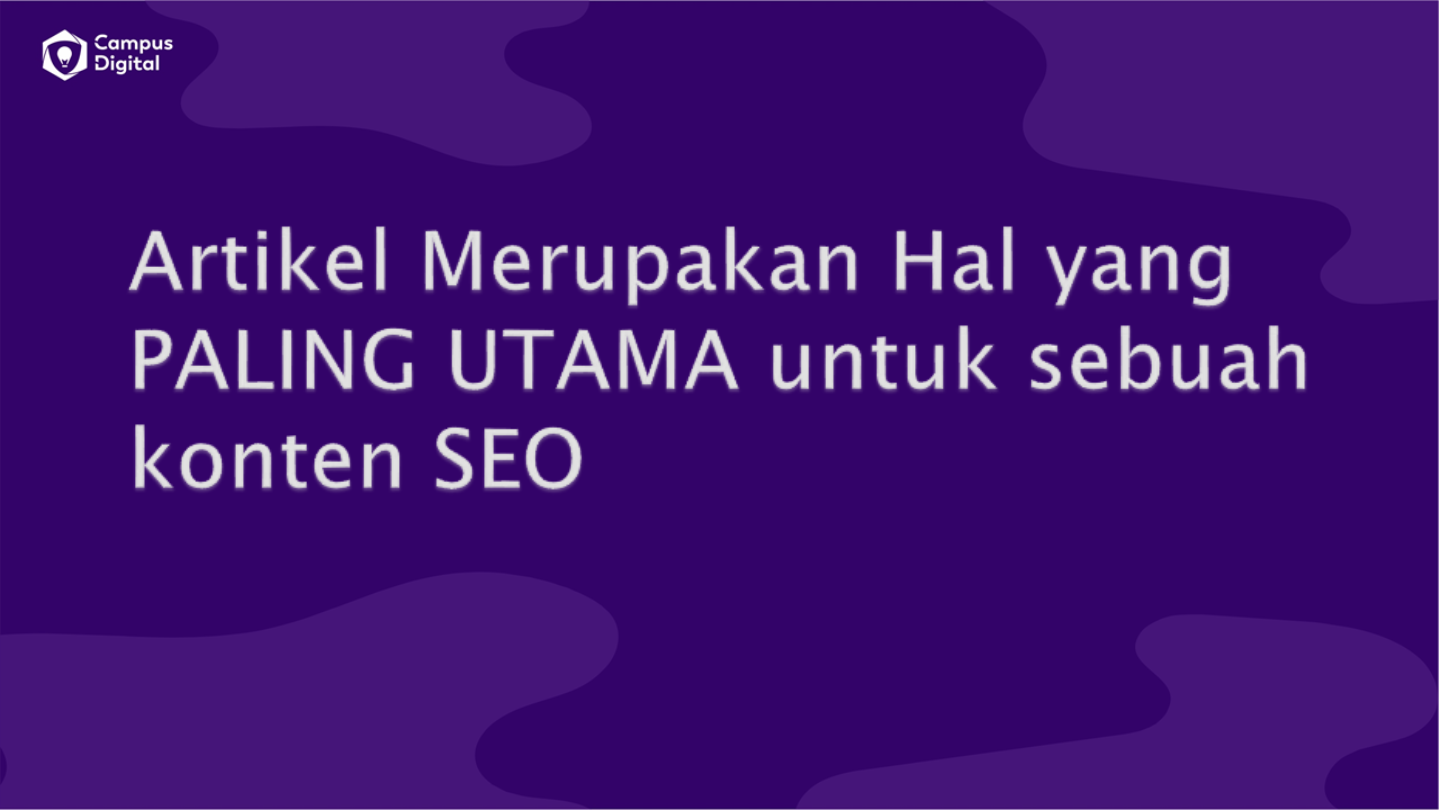 Campus
Digital
Artikel Merupakan Hal yang
PALING UTAMA untuk sebuah
konten SEO